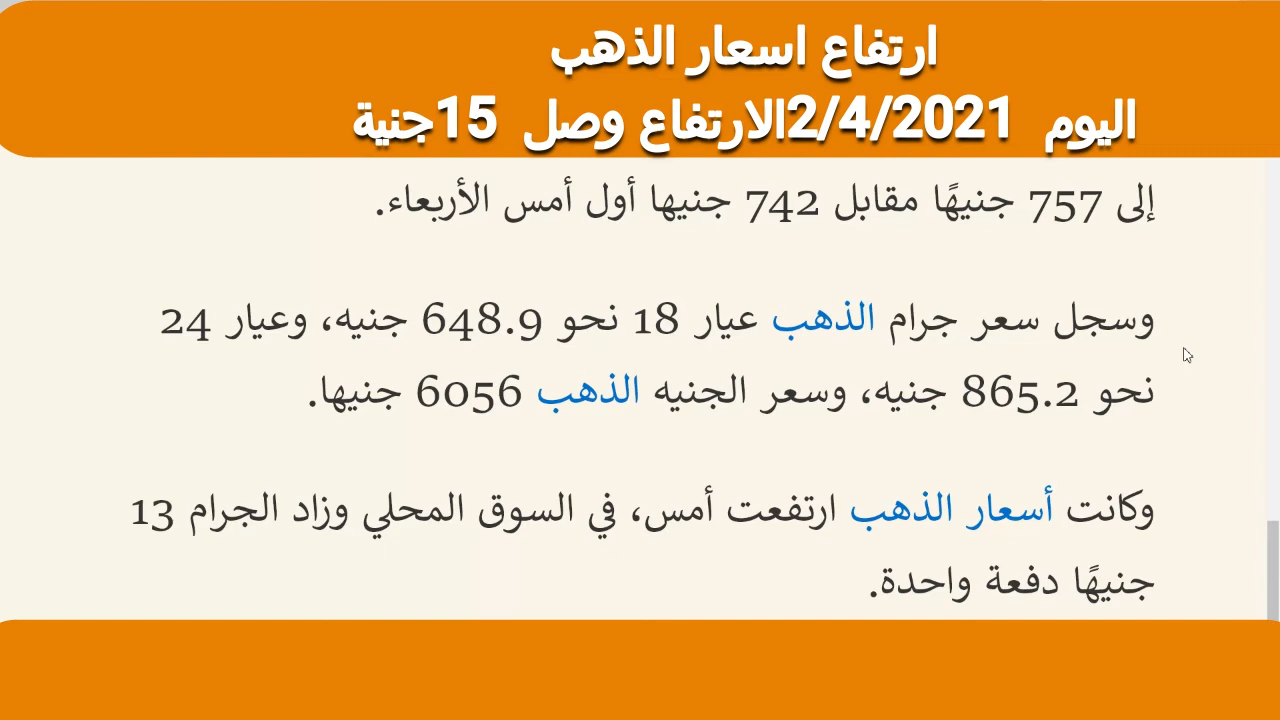 ارتفاع اسعار الذهب
اليوم 2/4/2021الارتفاع وصل 15جنية
إلى 757 جنيهًا مقابل 742 جنيها أول أمس الأربعاء.
وسجل سعر جرام الذهب عيار 18 نحو 648.9 جنيه، وعيار 24
نحو 865.2 جنيه، وسعر الجنيه الذهب 6056 جنيها.
وكانت أسعار الذهب ارتفعت أمس، في السوق المحلي وزاد الجرام 13
جنيهًا دفعة واحدة.